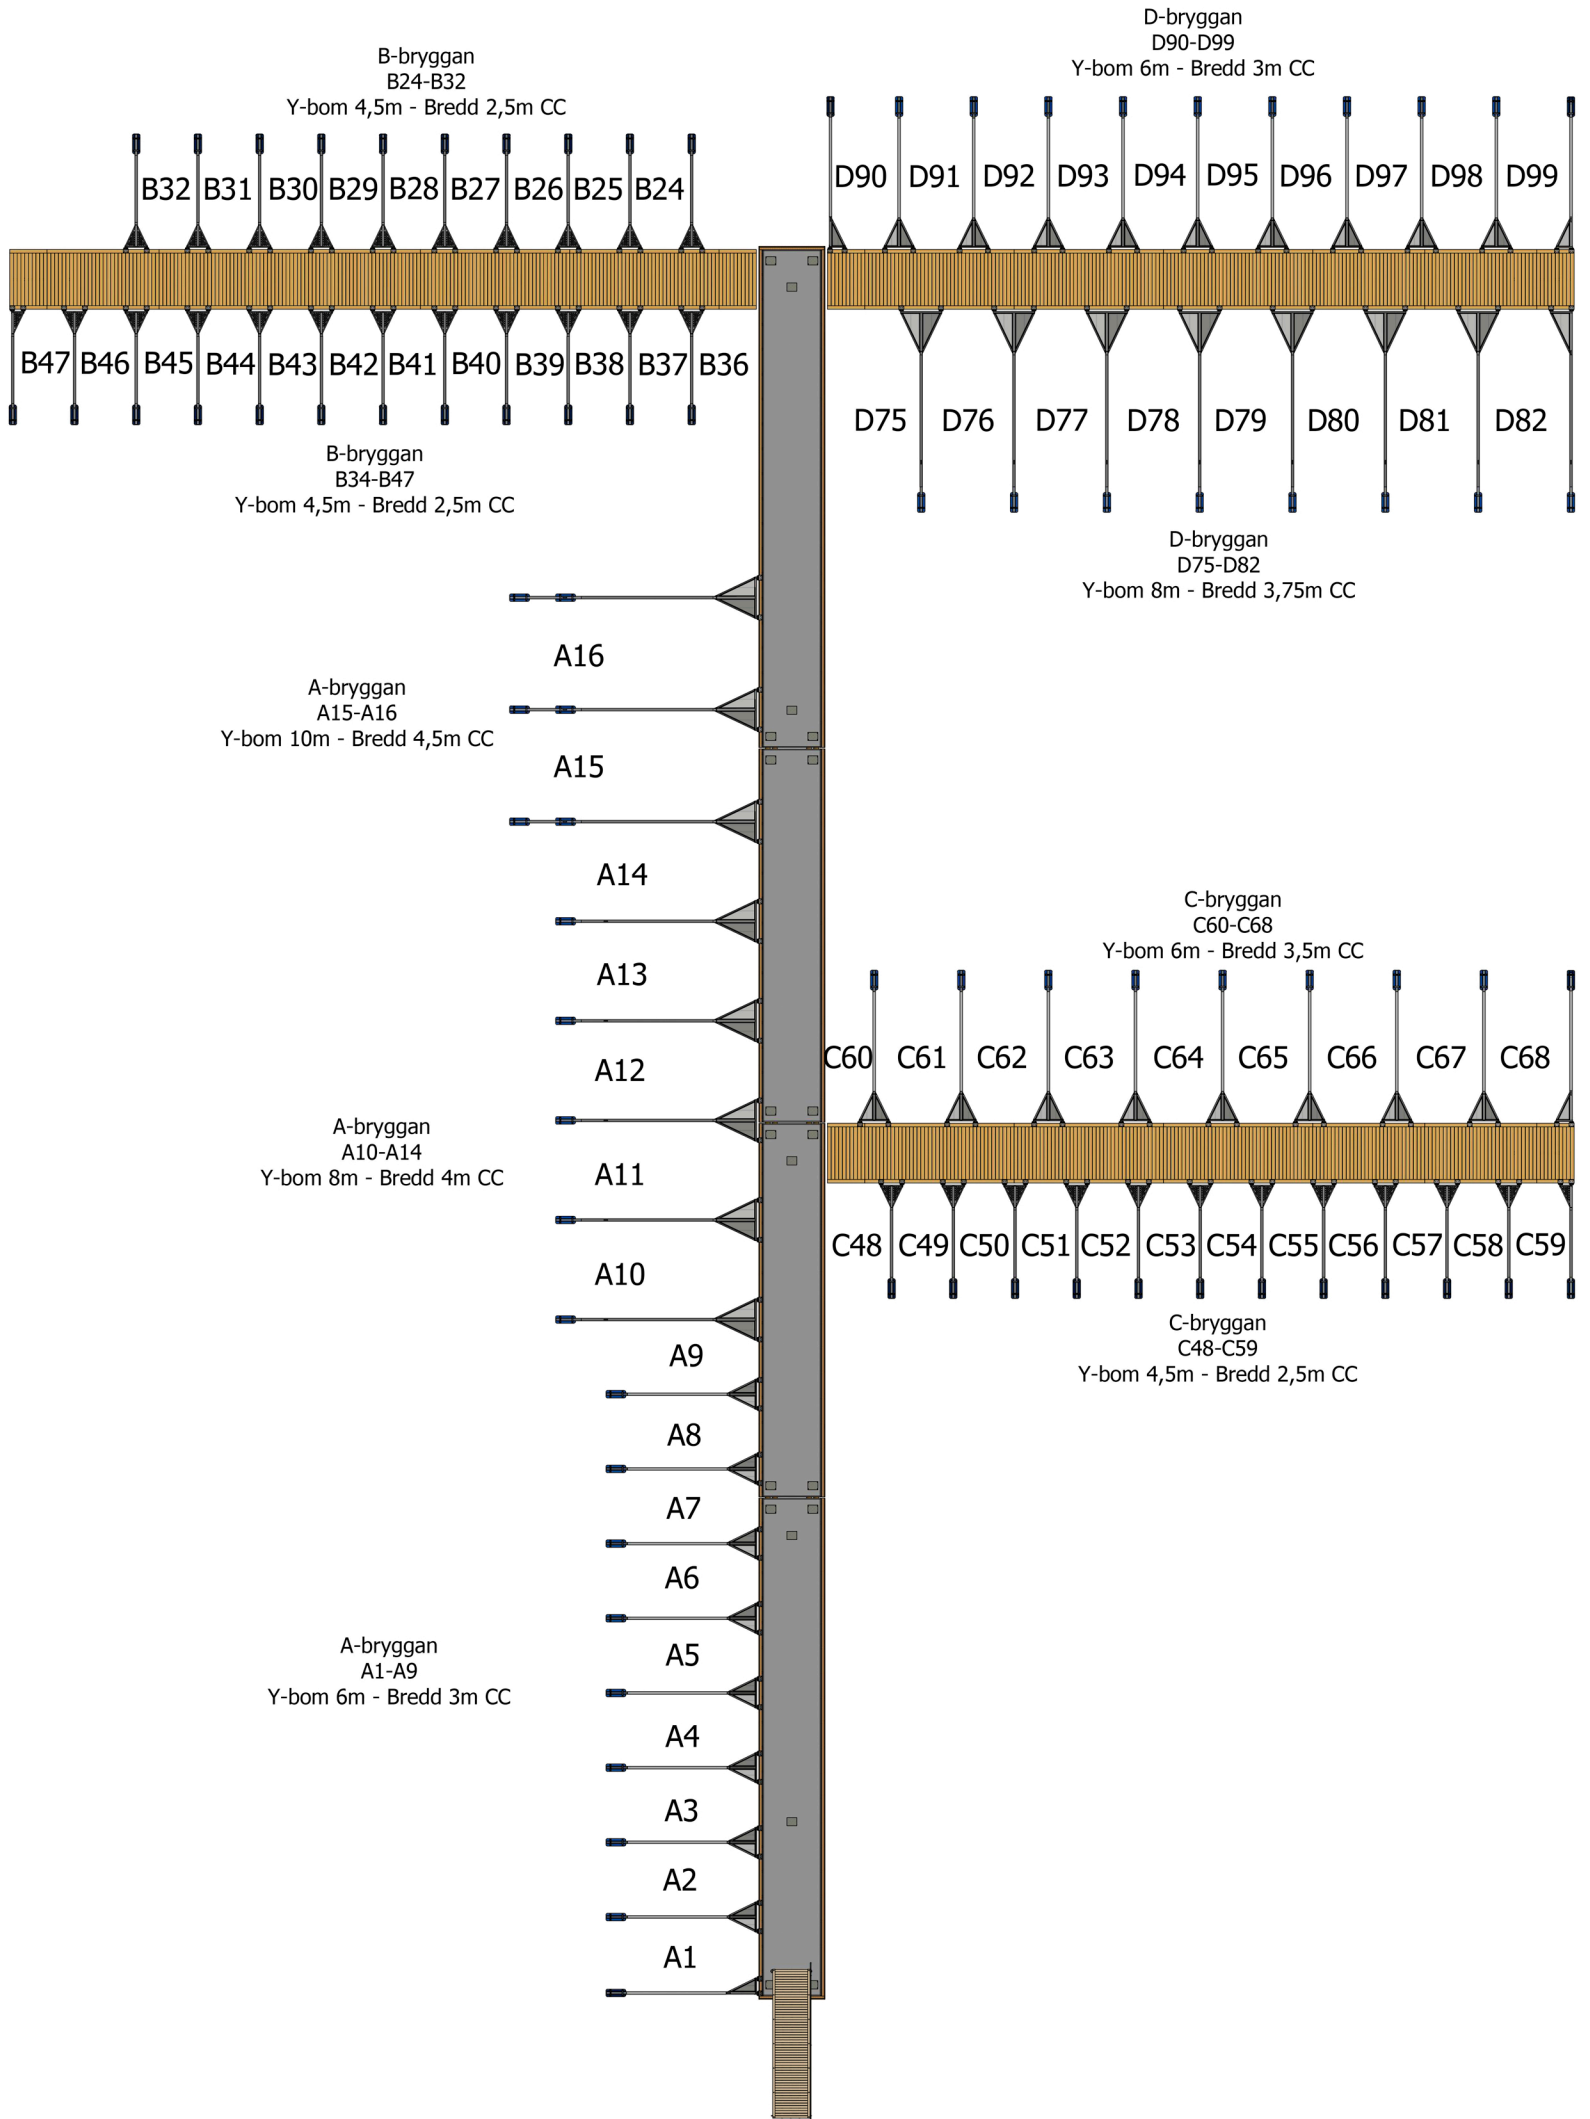 B-bryggan
B24-B32
Y-bom 4,5m - Bredd 2,5m CC
B32 B31 B30 B29 B28 B27 B26 B25 B24
B47 B46 B45 B44 B43 B42 B41 B40 B39 B38 B37 B36
B-bryggan
B34-B47
Y-bom 4,5m - Bredd 2,5m CC
D-bryggan
D90-D99
Y-bom 6m - Bredd 3m CC
D90 D91 D92 D93 D94 D95 D96 D97 D98 D99
D75 D76 D77 D78 D79 D80 D81 D82
D-bryggan
D75-D82
Y-bom 8m - Bredd 3,75m CC
A16
A-bryggan
A15-A16
Y-bom 10m - Bredd 4,5m CC
A15
A14
A13
A12
A-bryggan
A10-A14
Y-bom 8m - Bredd 4m CC
A11
A10
C-bryggan
C60-C68
Y-bom 6m - Bredd 3,5m CC
C60 C61 C62 C63 C64 C65 C66 C67 C68
C48 C49 C50 C51 C52 C53 C54 C55 C56 C57 C58 C59
C-bryggan
C48-C59
Y-bom 4,5m - Bredd 2,5m CC
A9
A8
A7
A6
A-bryggan
A1-A9
Y-bom 6m - Bredd 3m CC
A5
A4
A3
A2
A1